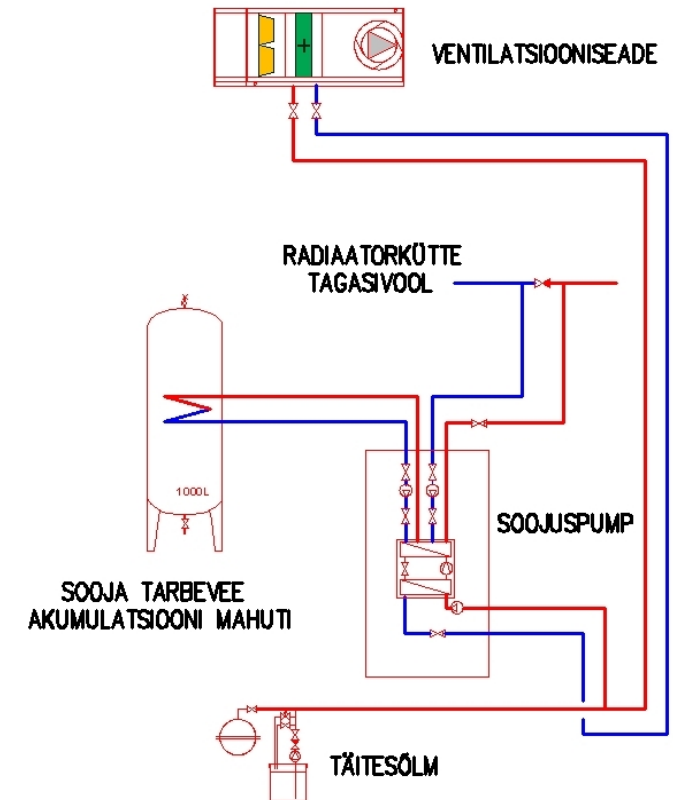 VENTILATSIOONISEADE
RADIAATORKÜTTE
TAGASIVOOL
1000L
SOOJUSPUMP
SOOJA TARBEVEE
AKUMULATSIOONI MAHUTI
TÄITESÕLM